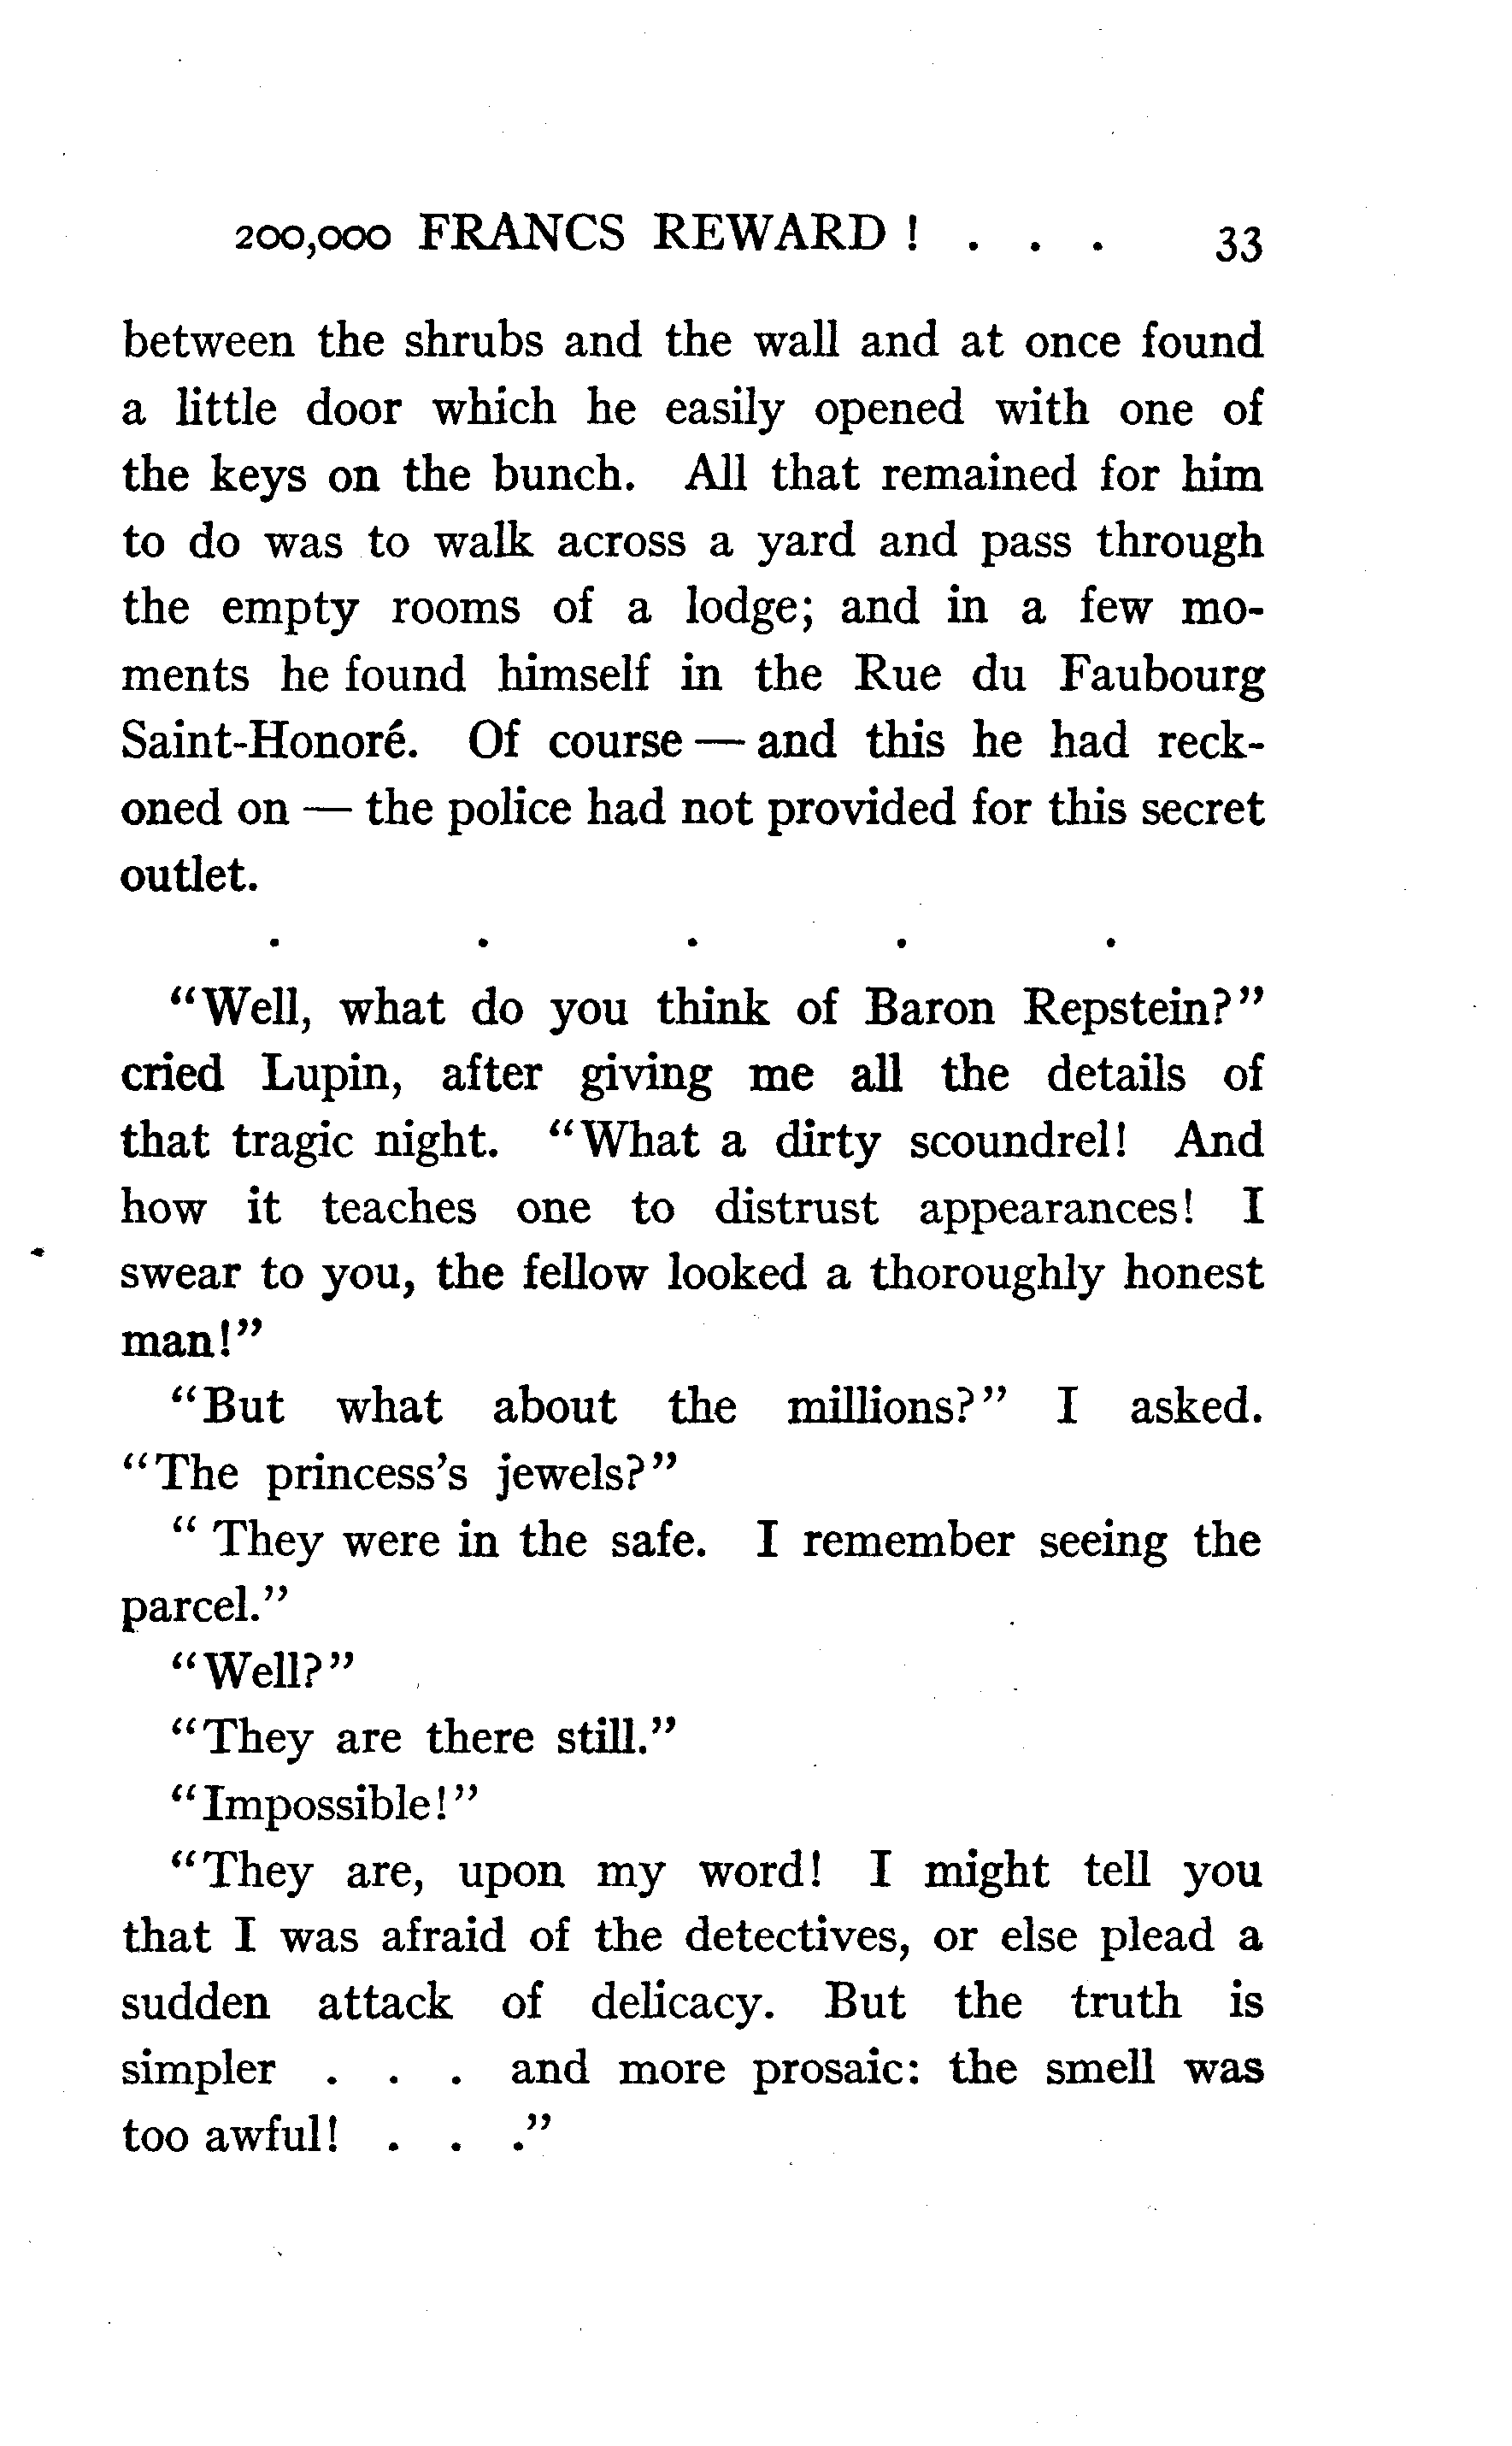 200,000 FRANCS REWARD ! . . . 33
between the shrubs and the wall and at once found
a little door which he easily opened with one of
the keys on the bunch. All that remained for him
to do was to walk across a yard and pass through
the empty rooms of a lodge; and in a few mo-
ments he found himself in the Rue du Faubourg
Saint-Honoré. Of course — and this he had reck-
oned on — the police had not provided for this secret
outlet.
. . . . .
"Well, what do you think of Baron Repstein?"
cried Lupin, after giving me all the details of
that tragic night. "What a dirty scoundrel! And
how it teaches one to distrust appearances! I
swear to you, the fellow looked a thoroughly honest
man!"
"But what about the millions?" I asked.
"The princess's jewels?"
" They were in the safe. I remember seeing the
parcel."
"Well?"
"They are there still."
"Impossible!"
"They are, upon my word! I might tell you
that I was afraid of the detectives, or else plead a
sudden attack of delicacy. But the truth is
simpler . . . and more prosaic: the smell was
too awful! . . ."